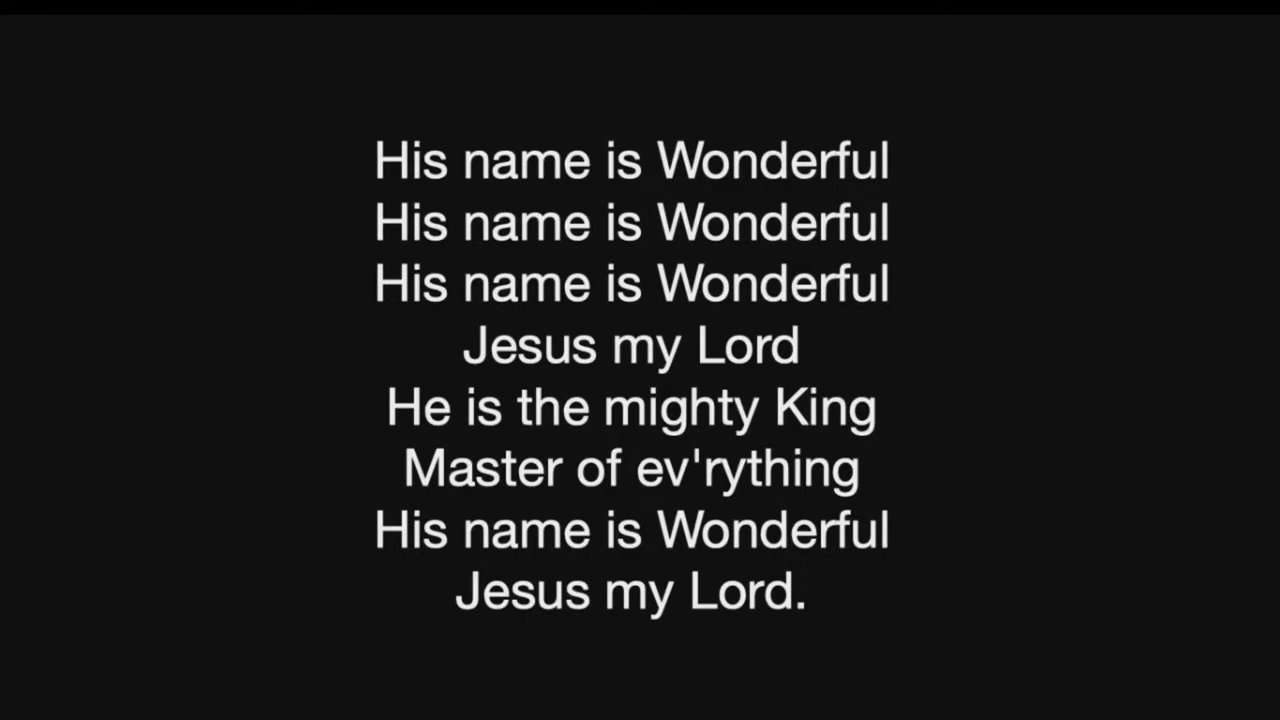 His name is Wonderful
His name is Wonderful
His name is Wonderful
Jesus my Lord
He is the mighty King
Master of ev'rything
His name is Wonderful
Jesus my Lord.